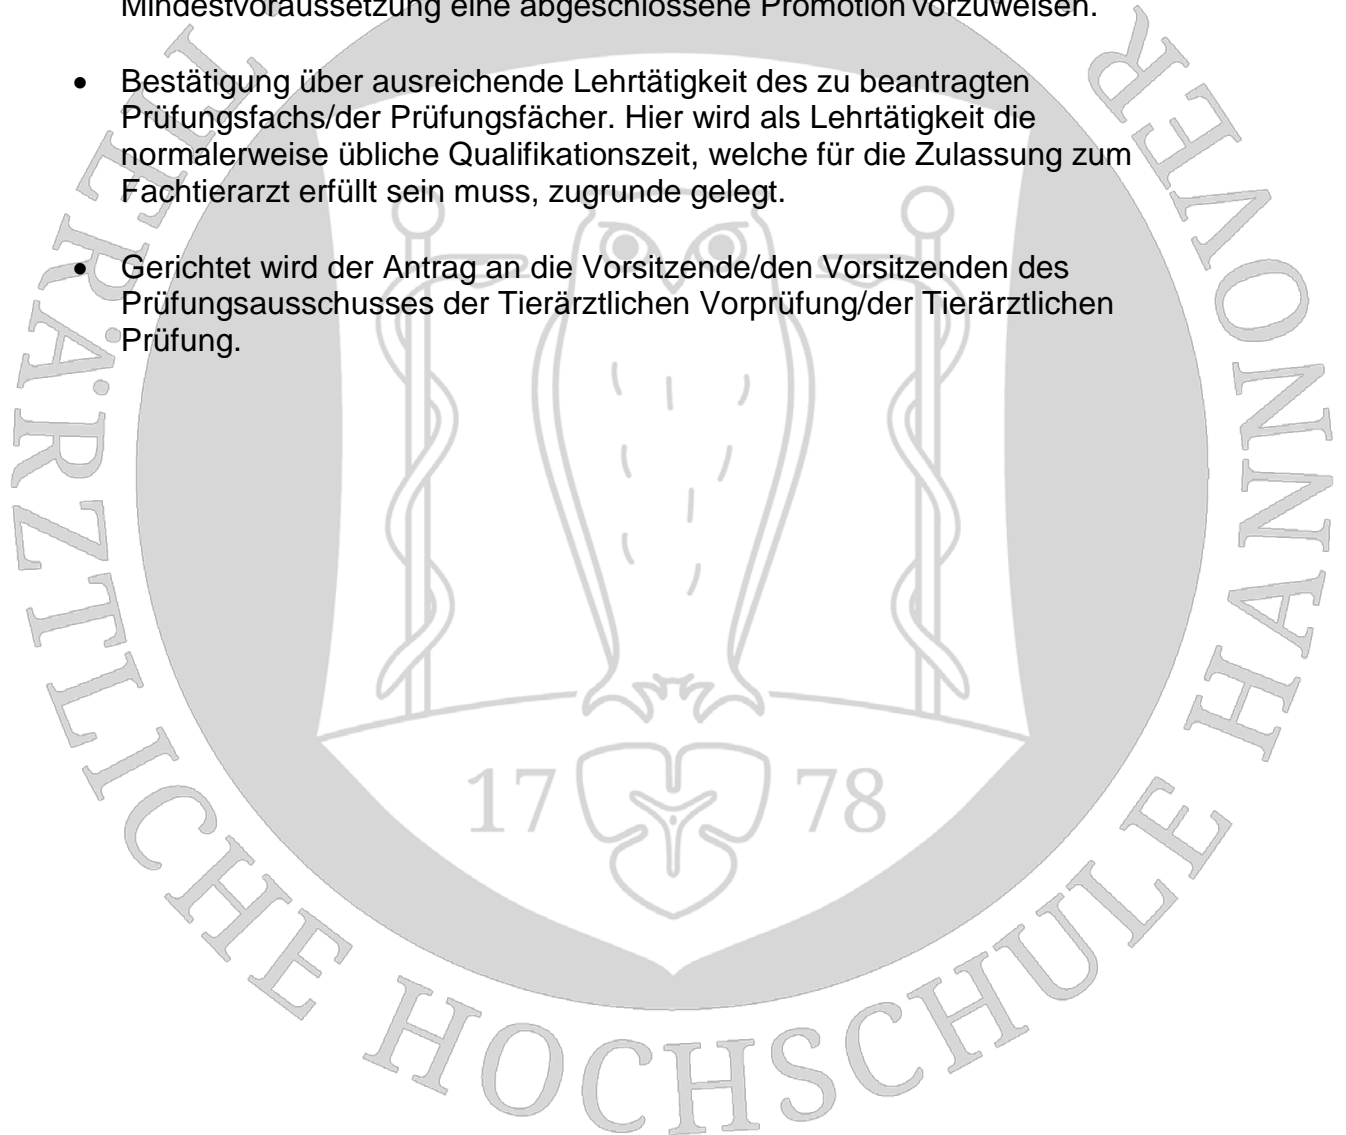 Mindestvoraussetzung eine abgeschlossene Promotion vorzuweisen.
• Bestätigung über ausreichende Lehrtätigkeit des zu beantragten
Prüfungsfachs/der Prüfungsfächer. Hier wird als Lehrtätigkeit die
normalerweise übliche Qualifikationszeit, welche für die Zulassung zum
Fachtierarzt erfüllt sein muss, zugrunde gelegt.
• Gerichtet wird der Antrag an die Vorsitzende/den Vorsitzenden des
Prüfungsausschusses der Tierärztlichen Vorprüfung/der Tierärztlichen
Prüfung.
17 78
TIERÄRZTLICHE HOCHSCHULE HANNOVER